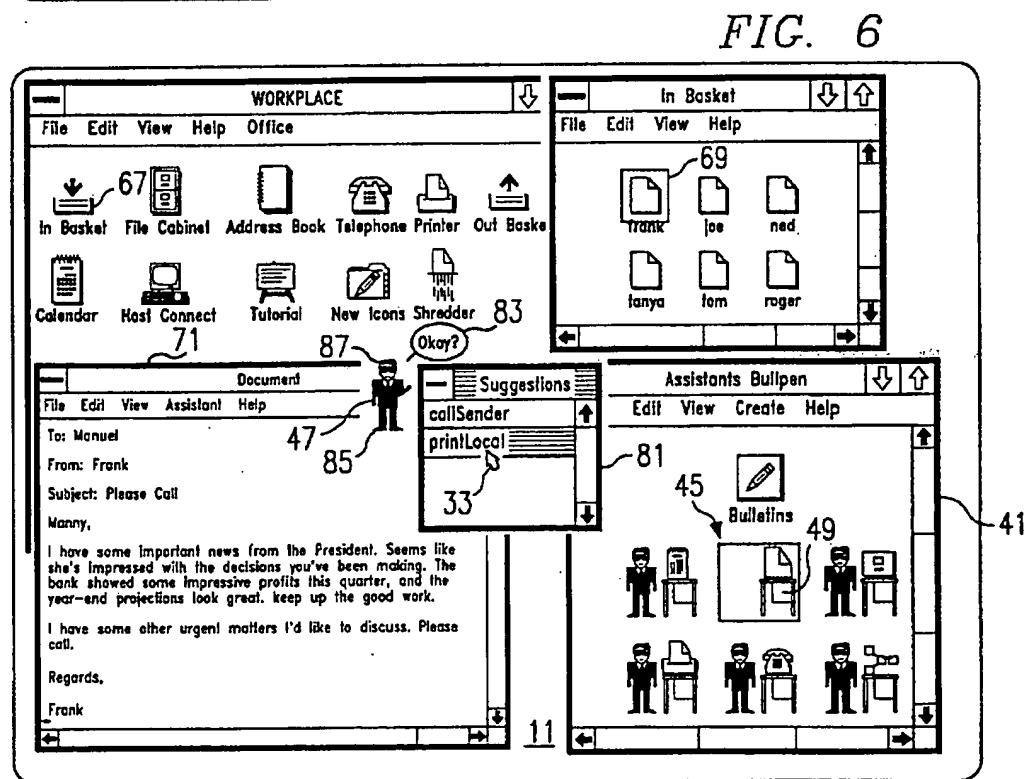 FIG. 6
WORKPLACE
File Edit View Help Office
67
In Basket File Cabinet Address Book Telephone Printer Out Baske
Calendar Host Connect Tutorial New Icons Shredder
In Basket
File Edit View Help
69
frank joe ned
tanya tom roger
71
87
83
Okay?
47
85
Document
File Edit View Assistant Help
To: Manuel
From: Frank
Subject: Please Call
Manny,
I have some important news from the President. Seems like
she's impressed with the decisions you've been making. The
bank showed some impressive profits this quarter, and the
year-end projections look great. keep up the good work.
I have some other urgent matters I'd like to discuss. Please
call.
Regards,
Frank
Suggestions
callSender
printLocal
33
81
Assistants Bullpen
Edit View Create Help
45
Bulletins
49
41
11